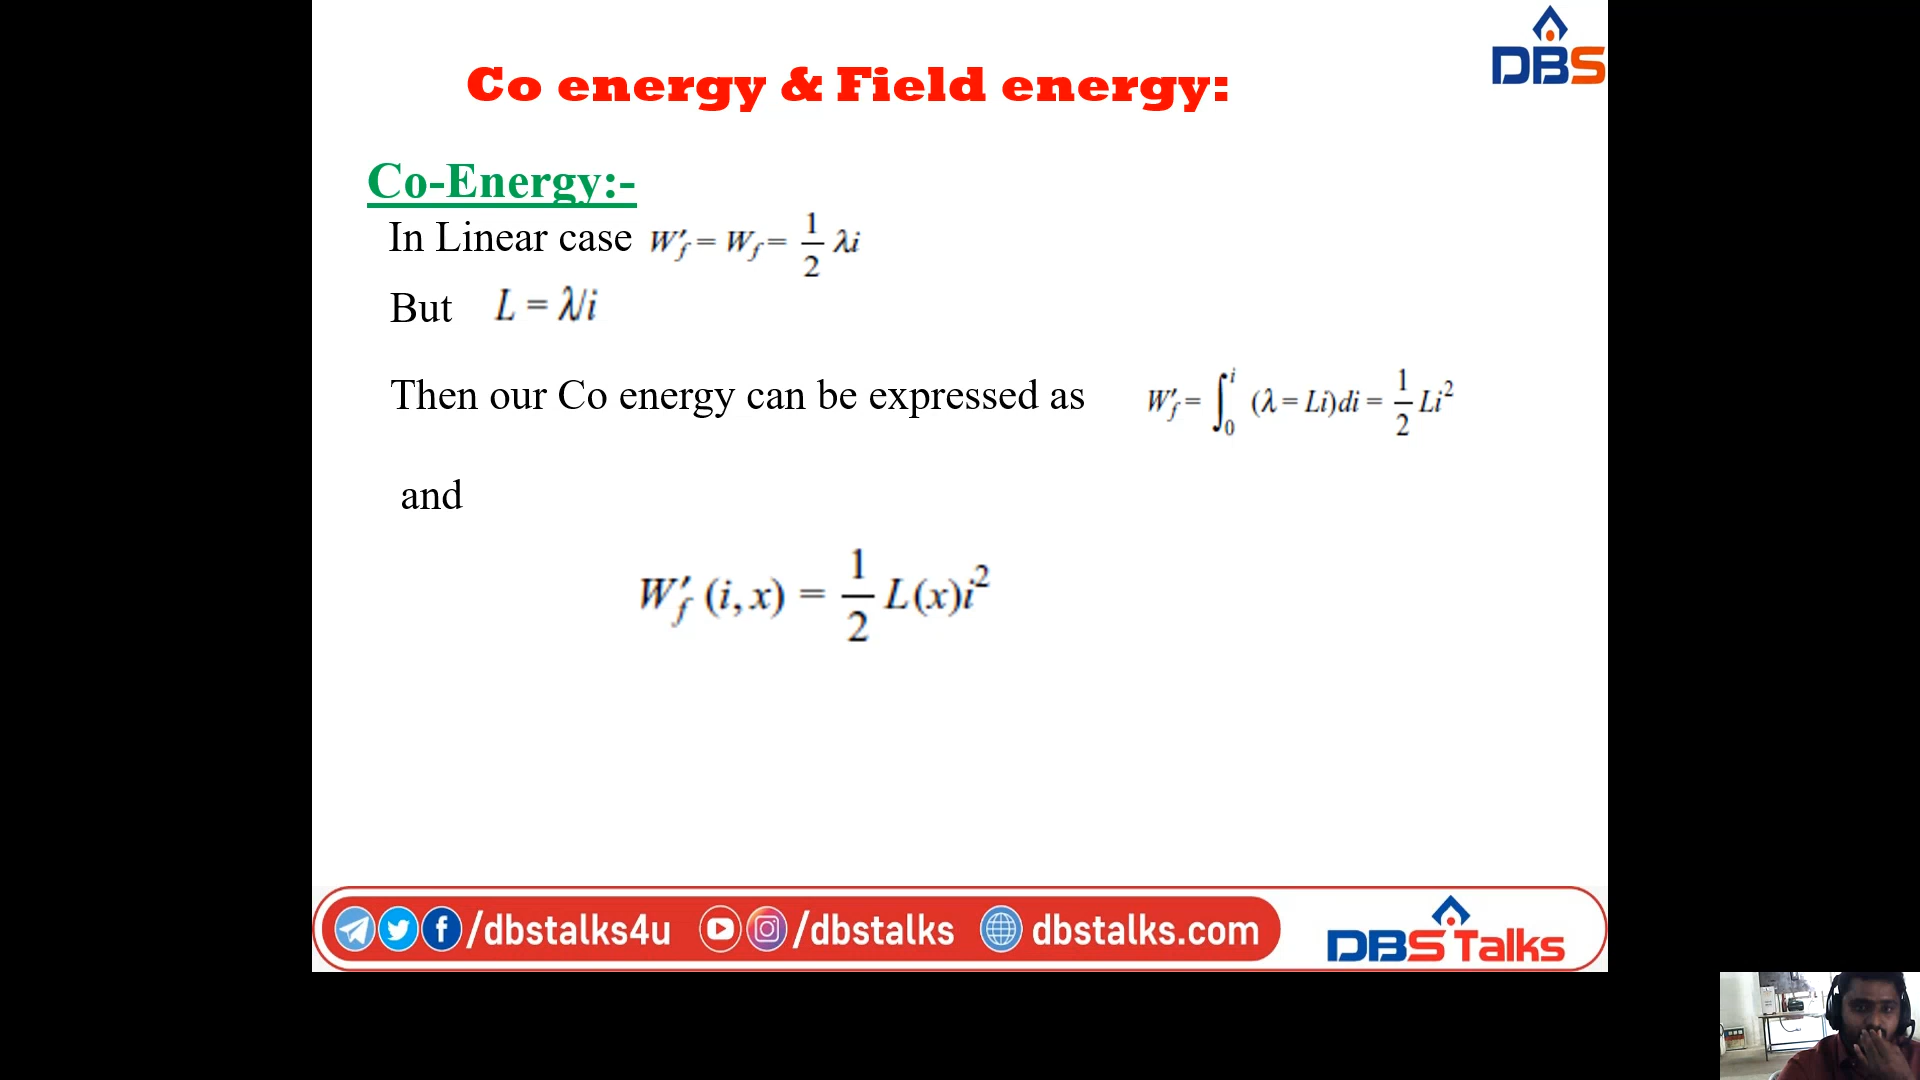 DBS
Co energy & Field energy:
Co-Energy:-
In Linear case W′f = Wf = 1/2 λi
But L = λ/i
Then our Co energy can be expressed as W′f = ∫₀ⁱ (λ = Li)di = 1/2 Li²
and
W′f (i, x) = 1/2 L(x)i²
/dbstalks4u /dbstalks dbstalks.com DBS Talks